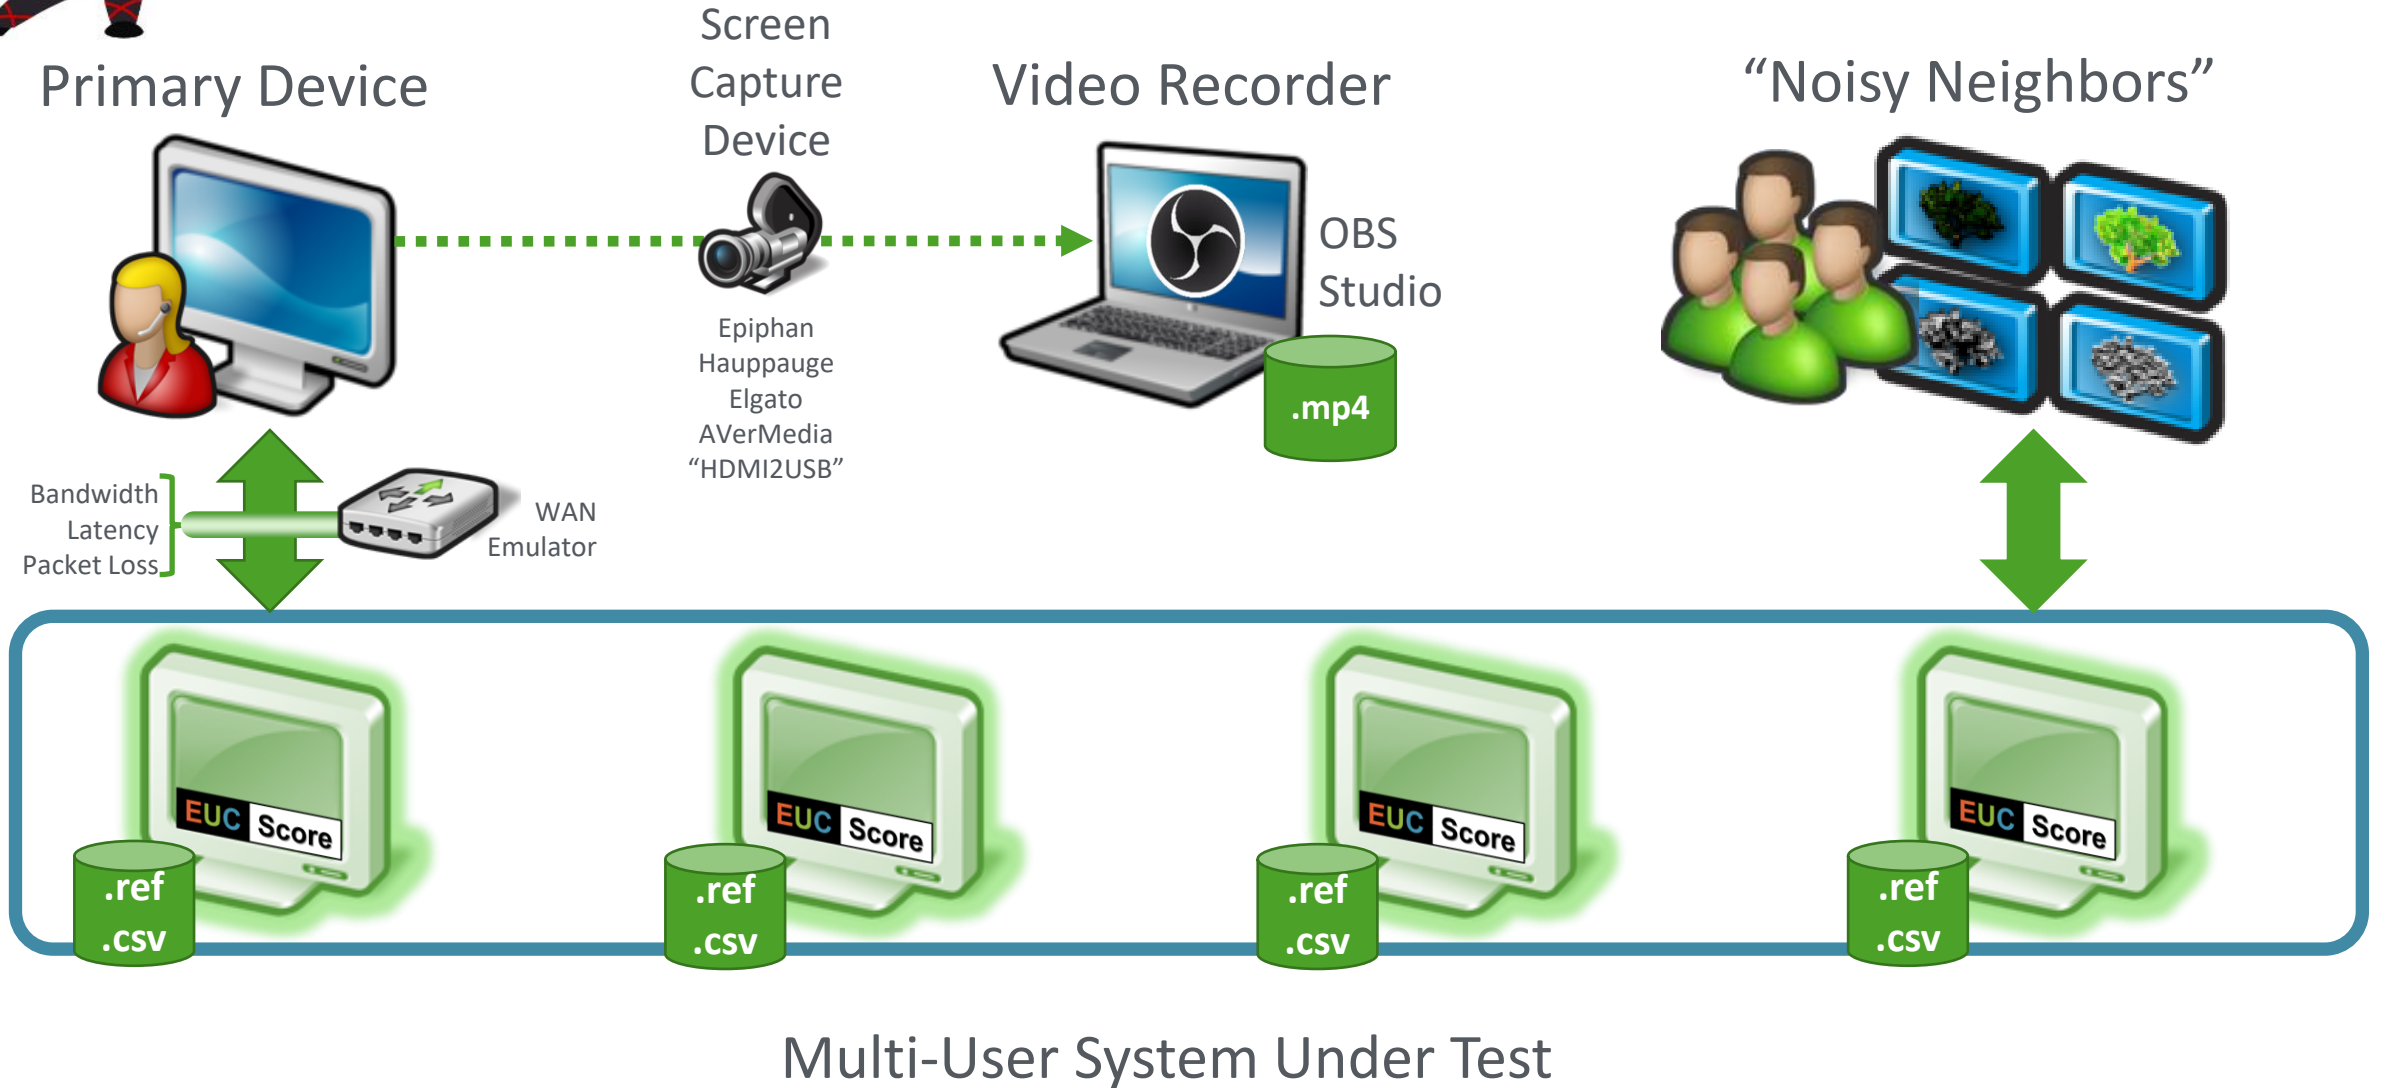 Primary Device
Screen
Capture
Device
Video Recorder
“Noisy Neighbors”
OBS
Studio
.mp4
Epiphan
Hauppauge
Elgato
AVerMedia
“HDMI2USB”
Bandwidth
Latency
Packet Loss
WAN
Emulator
EUC Score
.ref
.csv
EUC Score
.ref
.csv
EUC Score
.ref
.csv
EUC Score
.ref
.csv
Multi-User System Under Test